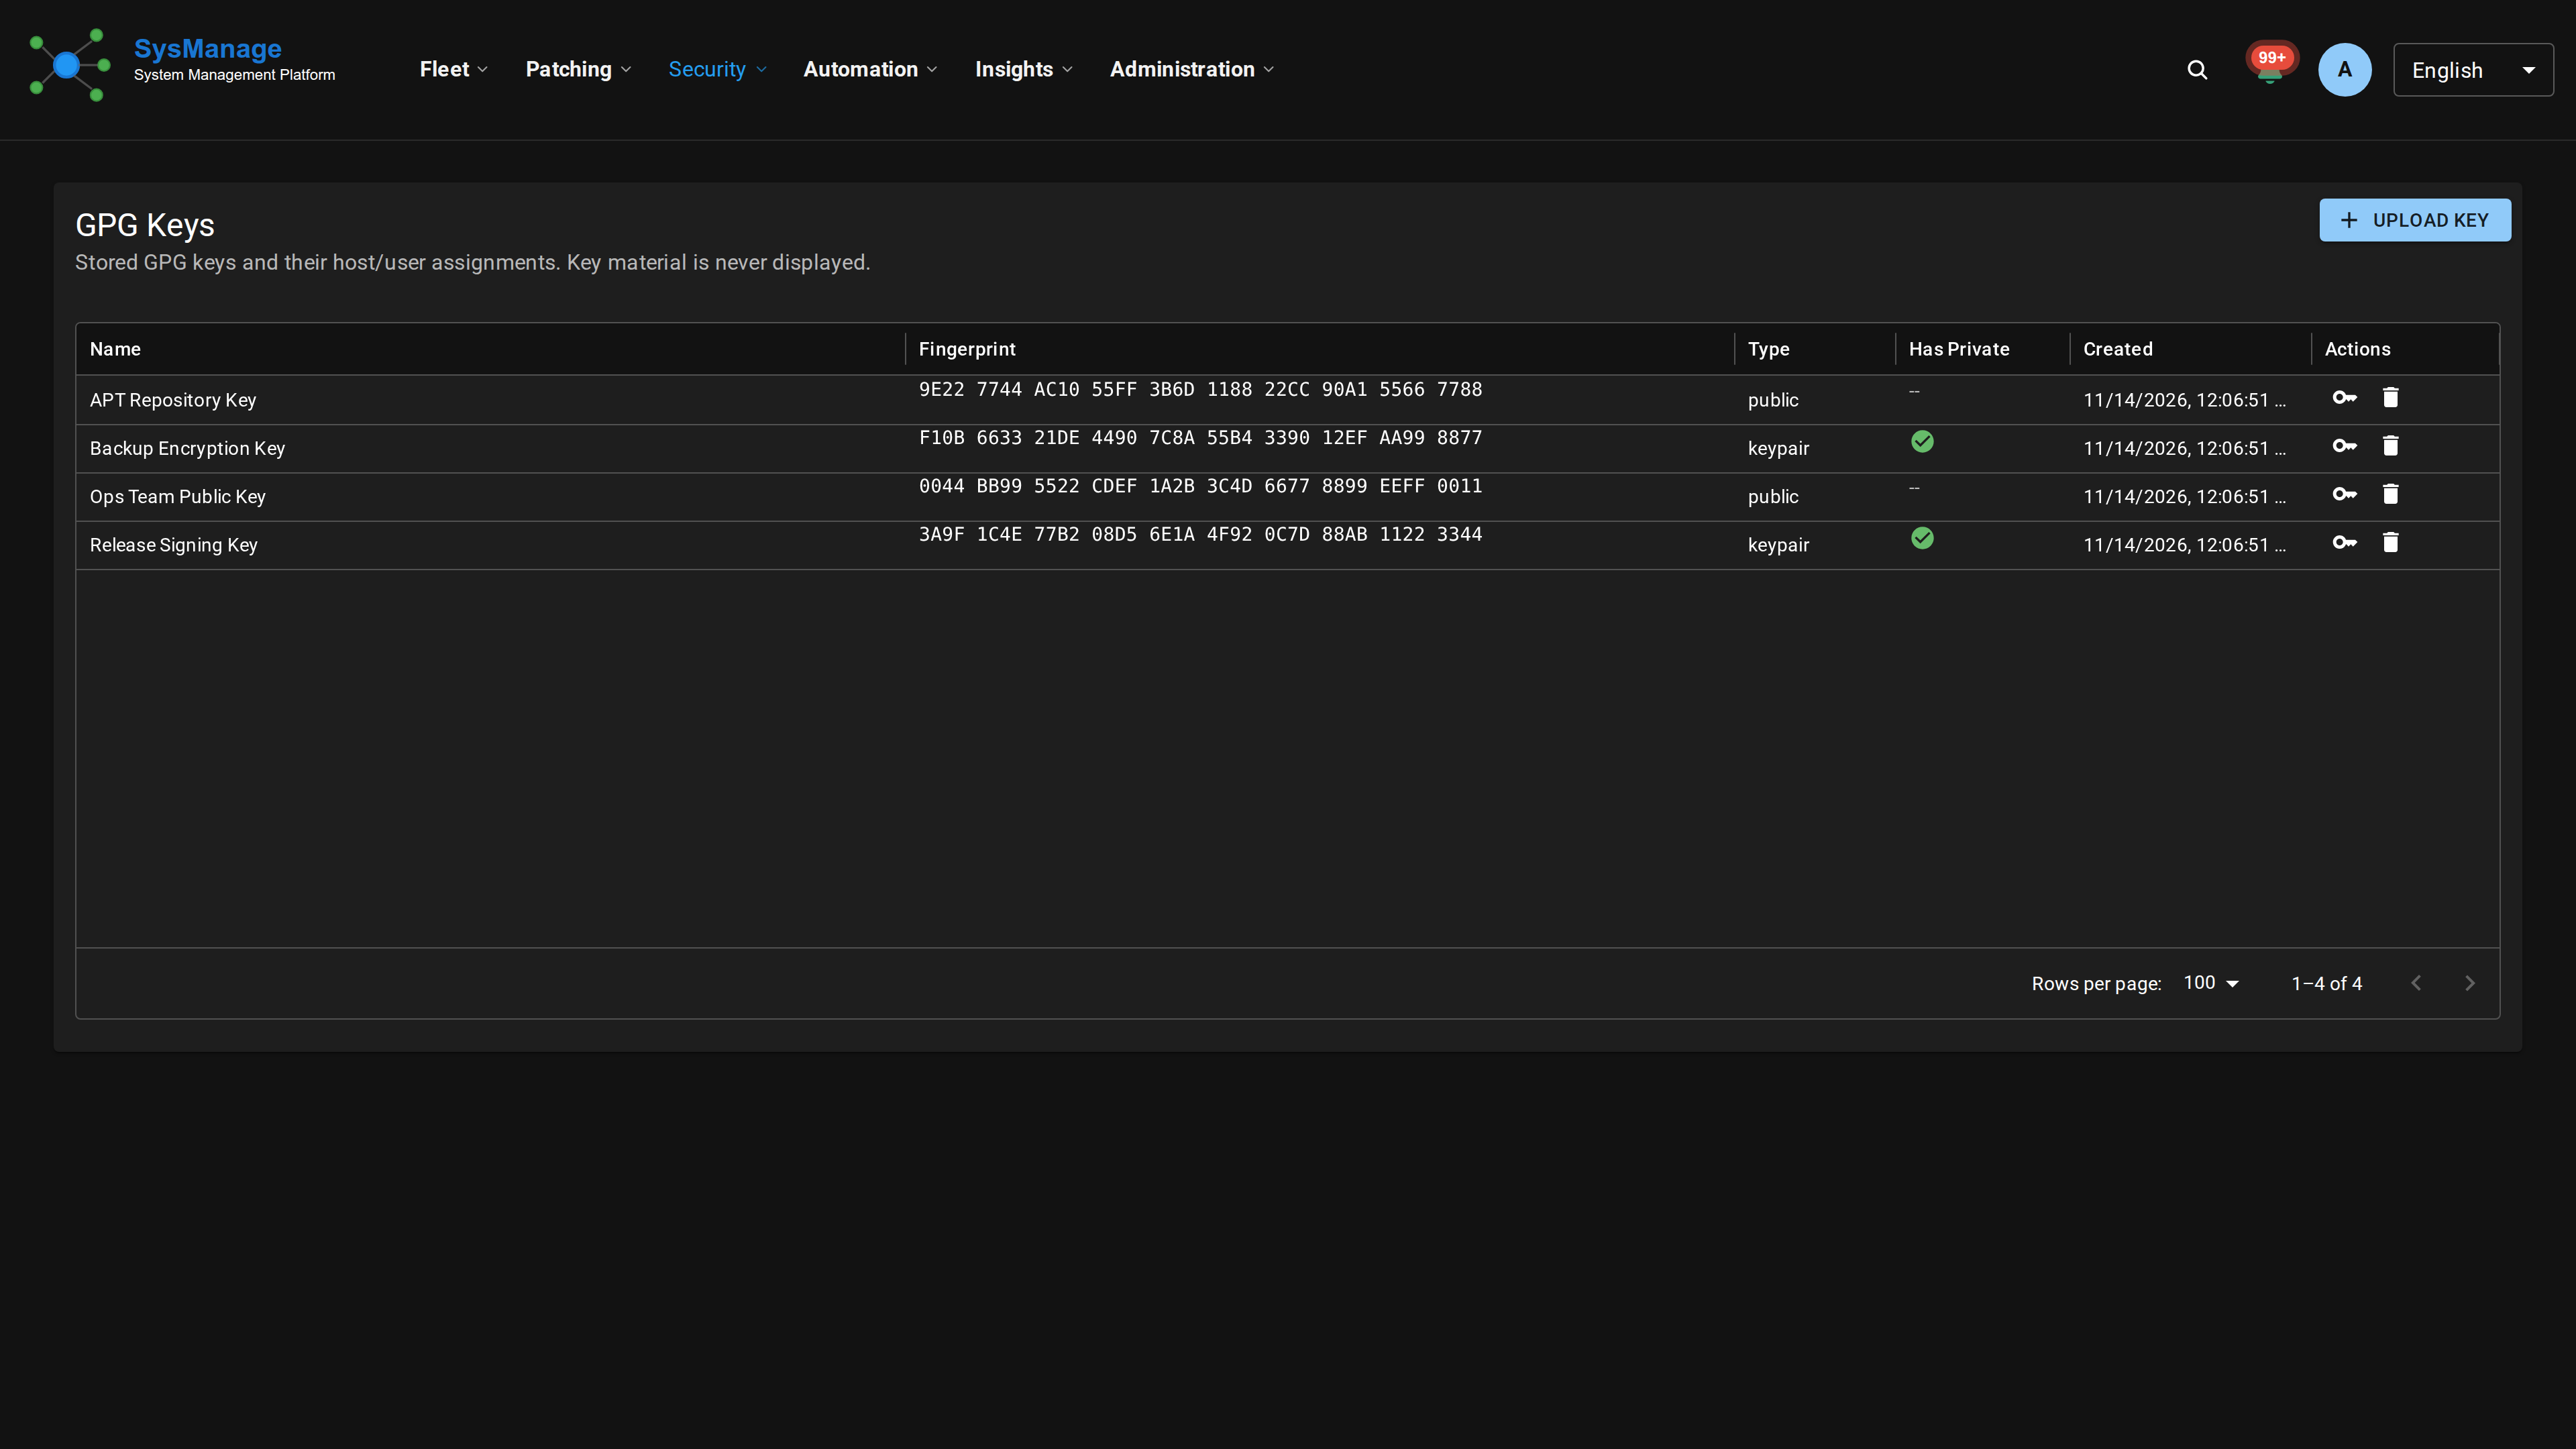 SysManage
System Management Platform
Fleet Patching Security Automation Insights Administration
99+
A
English
GPG Keys
UPLOAD KEY
Stored GPG keys and their host/user assignments. Key material is never displayed.
Name Fingerprint Type Has Private Created Actions
APT Repository Key 9E22 7744 AC10 55FF 3B6D 1188 22CC 90A1 5566 7788 public -- 11/14/2026, 12:06:51 ...
Backup Encryption Key F10B 6633 21DE 4490 7C8A 55B4 3390 12EF AA99 8877 keypair 11/14/2026, 12:06:51 ...
Ops Team Public Key 0044 BB99 5522 CDEF 1A2B 3C4D 6677 8899 EEFF 0011 public -- 11/14/2026, 12:06:51 ...
Release Signing Key 3A9F 1C4E 77B2 08D5 6E1A 4F92 0C7D 88AB 1122 3344 keypair 11/14/2026, 12:06:51 ...
Rows per page: 100 1–4 of 4